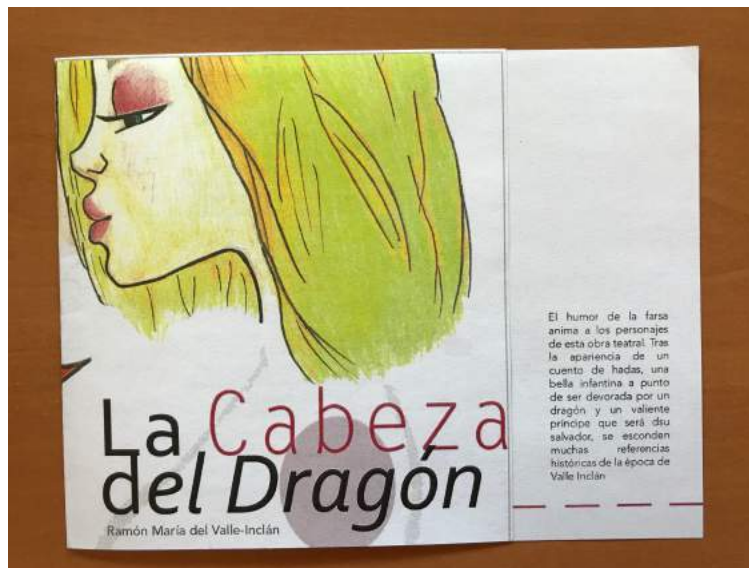 La Cabeza
del Dragón
Ramón María del Valle-Inclán
El humor de la farsa
anima a los personajes
de esta obra teatral. Tras
la apariencia de un
cuento de hadas, una
bella infantina a punto
de ser devorada por un
dragón y un valiente
príncipe que será dsu
salvador, se esconden
muchas referencias
históricas de la época de
Valle Inclán